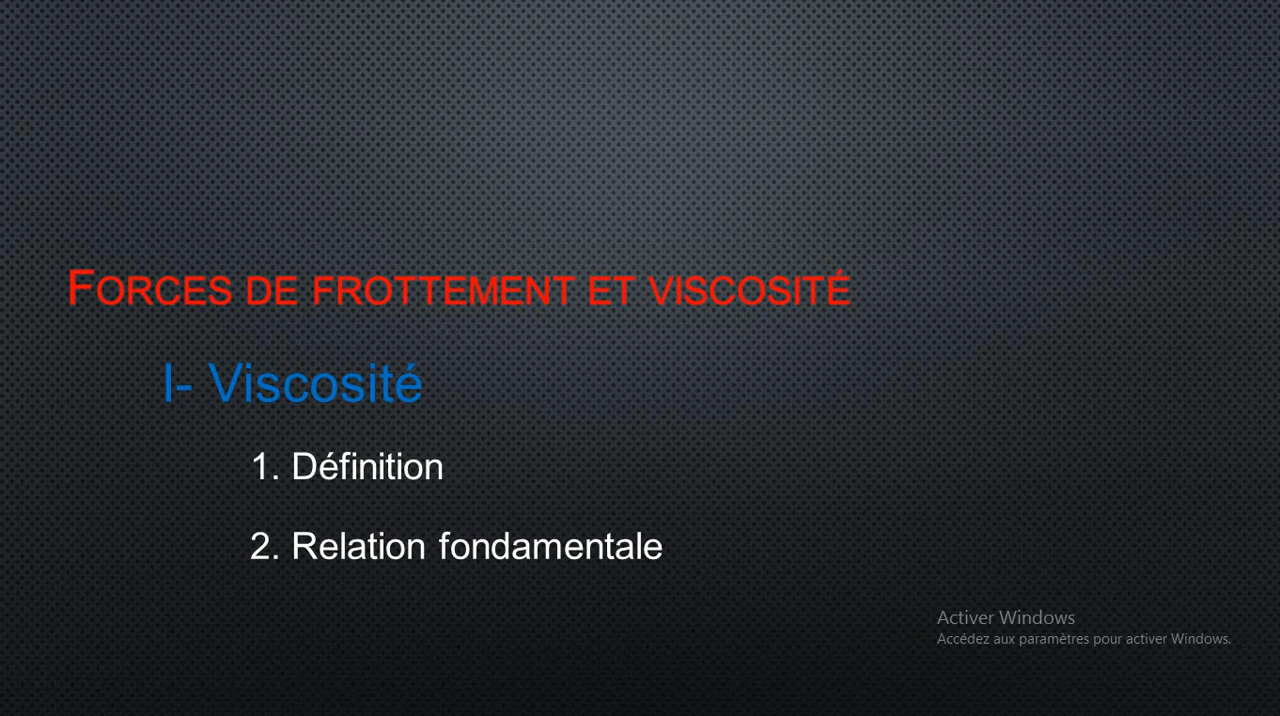 FORCES DE FROTTEMENT ET VISCOSITÉ
I- Viscosité
1. Définition
2. Relation fondamentale
Activer Windows
Accédez aux paramètres pour activer Windows.